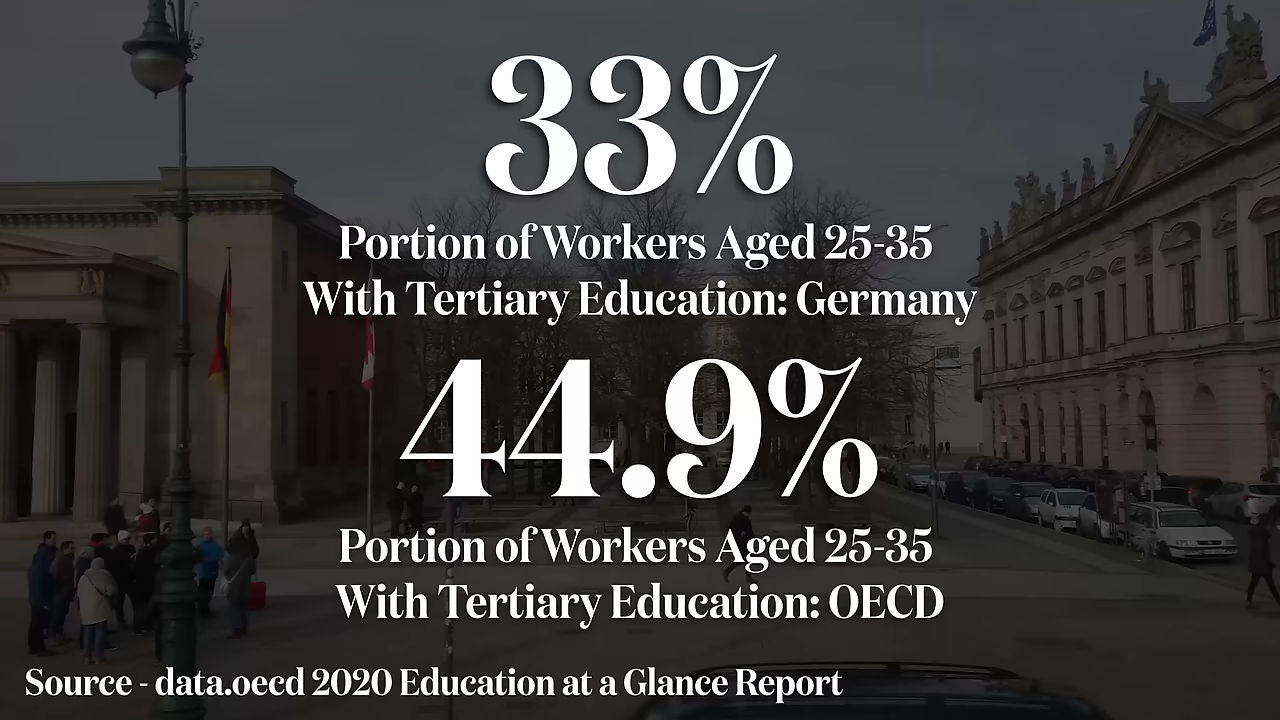 33%
Portion of Workers Aged 25-35
With Tertiary Education: Germany
44.9%
Portion of Workers Aged 25-35
With Tertiary Education: OECD
Source - data.oecd 2020 Education at a Glance Report